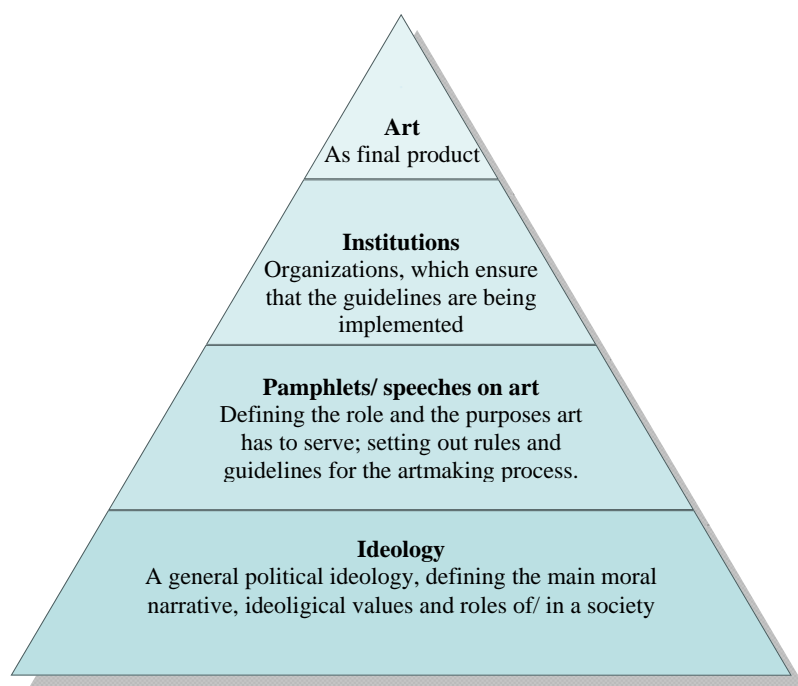 Art
As final product
Institutions
Organizations, which ensure
that the guidelines are being
implemented
Pamphlets/ speeches on art
Defining the role and the purposes art
has to serve; setting out rules and
guidelines for the artmaking process.
Ideology
A general political ideology, defining the main moral
narrative, ideoligical values and roles of/ in a society